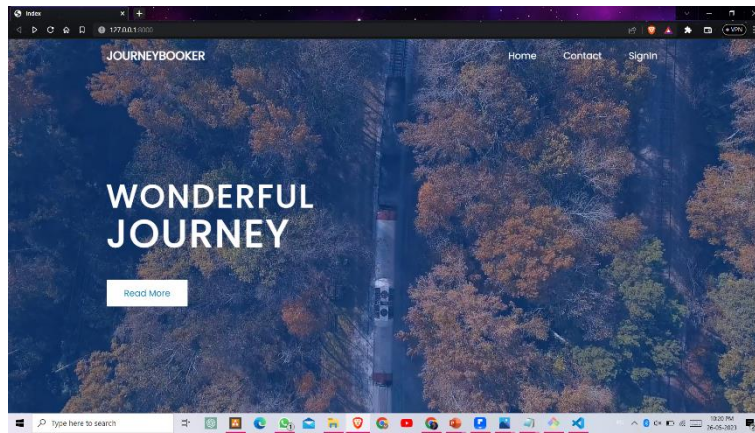 Index
127.0.0.1:8000
VPN
JOURNEYBOOKER
Home Contact SignIn
WONDERFUL
JOURNEY
Read More
Type here to search
10:20 PM
26-05-2023